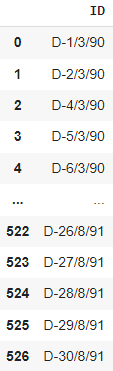 ID
0 D-1/3/90
1 D-2/3/90
2 D-4/3/90
3 D-5/3/90
4 D-6/3/90
... ...
522 D-26/8/91
523 D-27/8/91
524 D-28/8/91
525 D-29/8/91
526 D-30/8/91